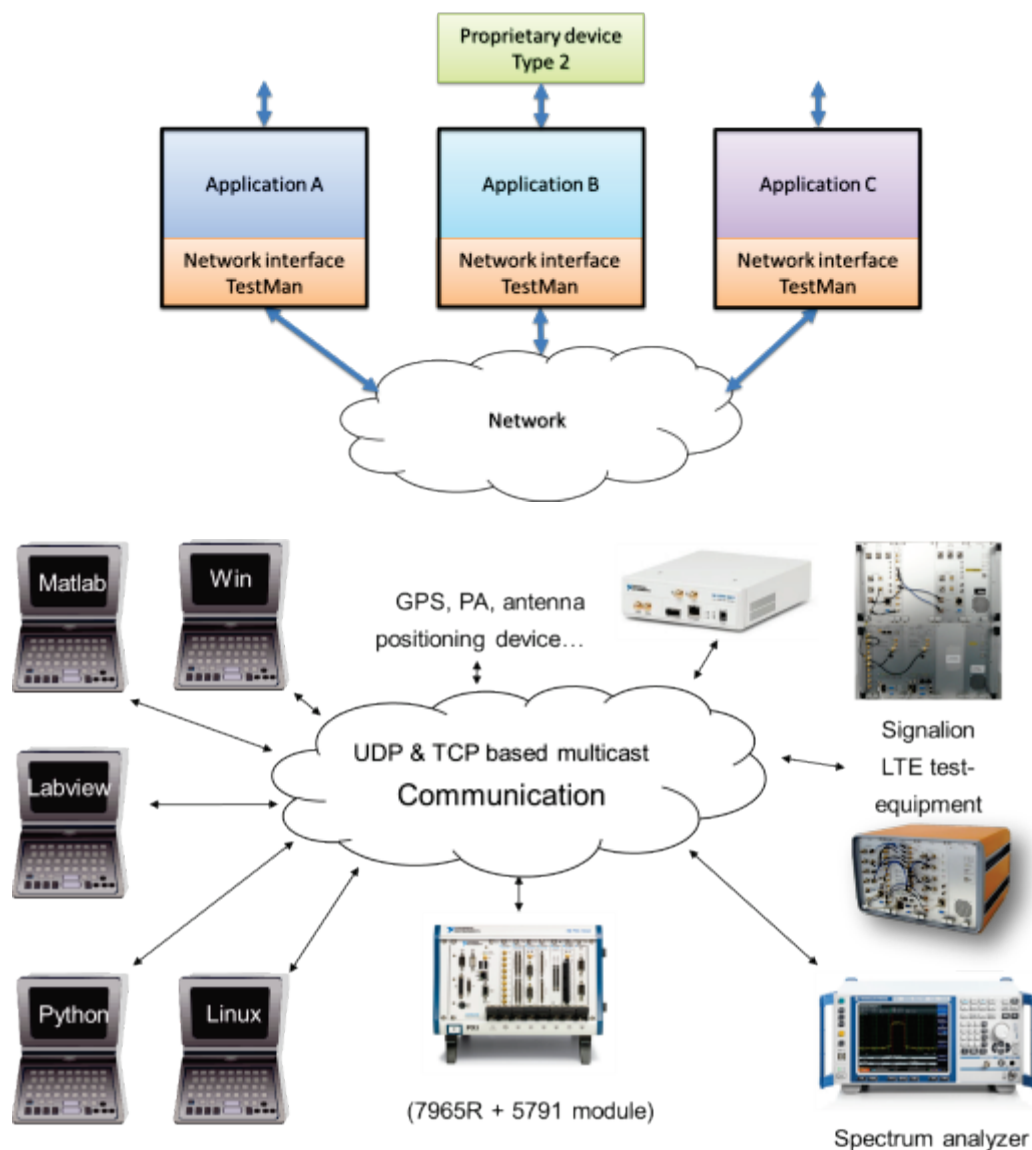 Proprietary device
Type 2
Application A
Application B
Application C
Network interface
TestMan
Network interface
TestMan
Network interface
TestMan
Network
Matlab
Win
GPS, PA, antenna
positioning device…
UDP & TCP based multicast
Communication
Labview
Signalion
LTE test-
equipment
Python
Linux
(7965R + 5791 module)
Spectrum analyzer